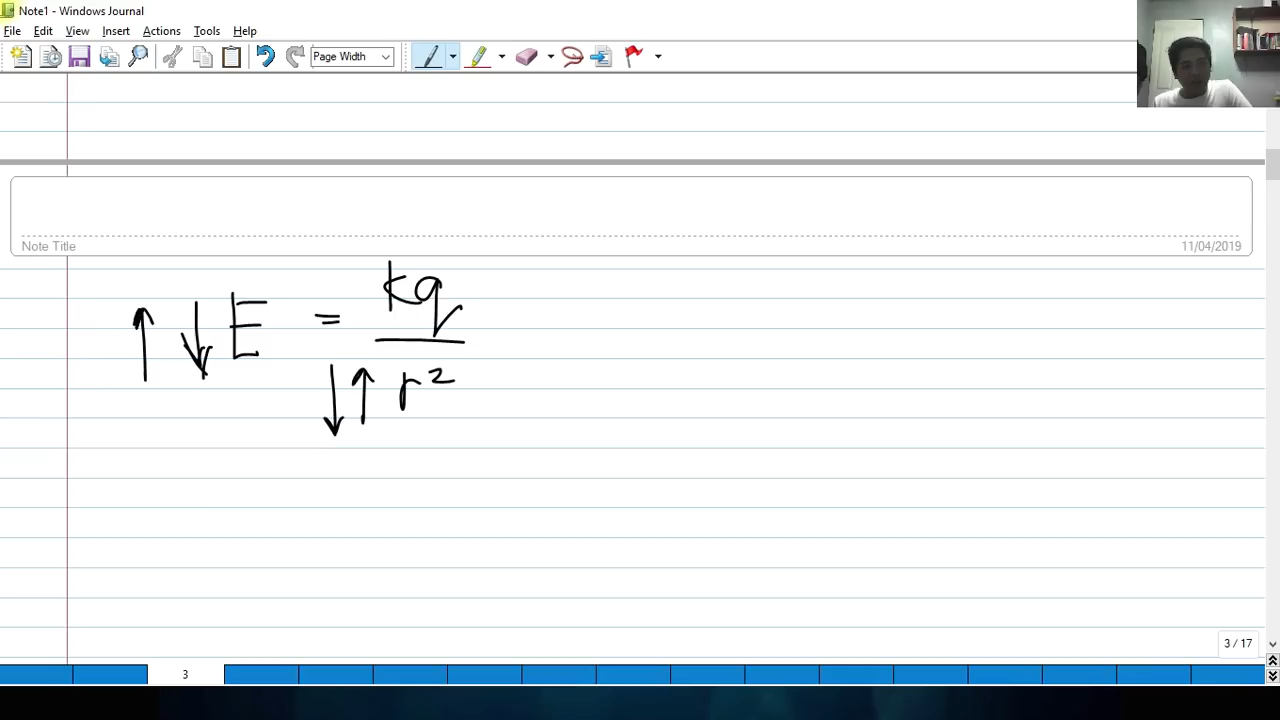 Note1 - Windows Journal
File Edit View Insert Actions Tools Help
Page Width
Note Title
11/04/2019
↑ ↓ E = kq
↓ ↑ r²
3 / 17
3